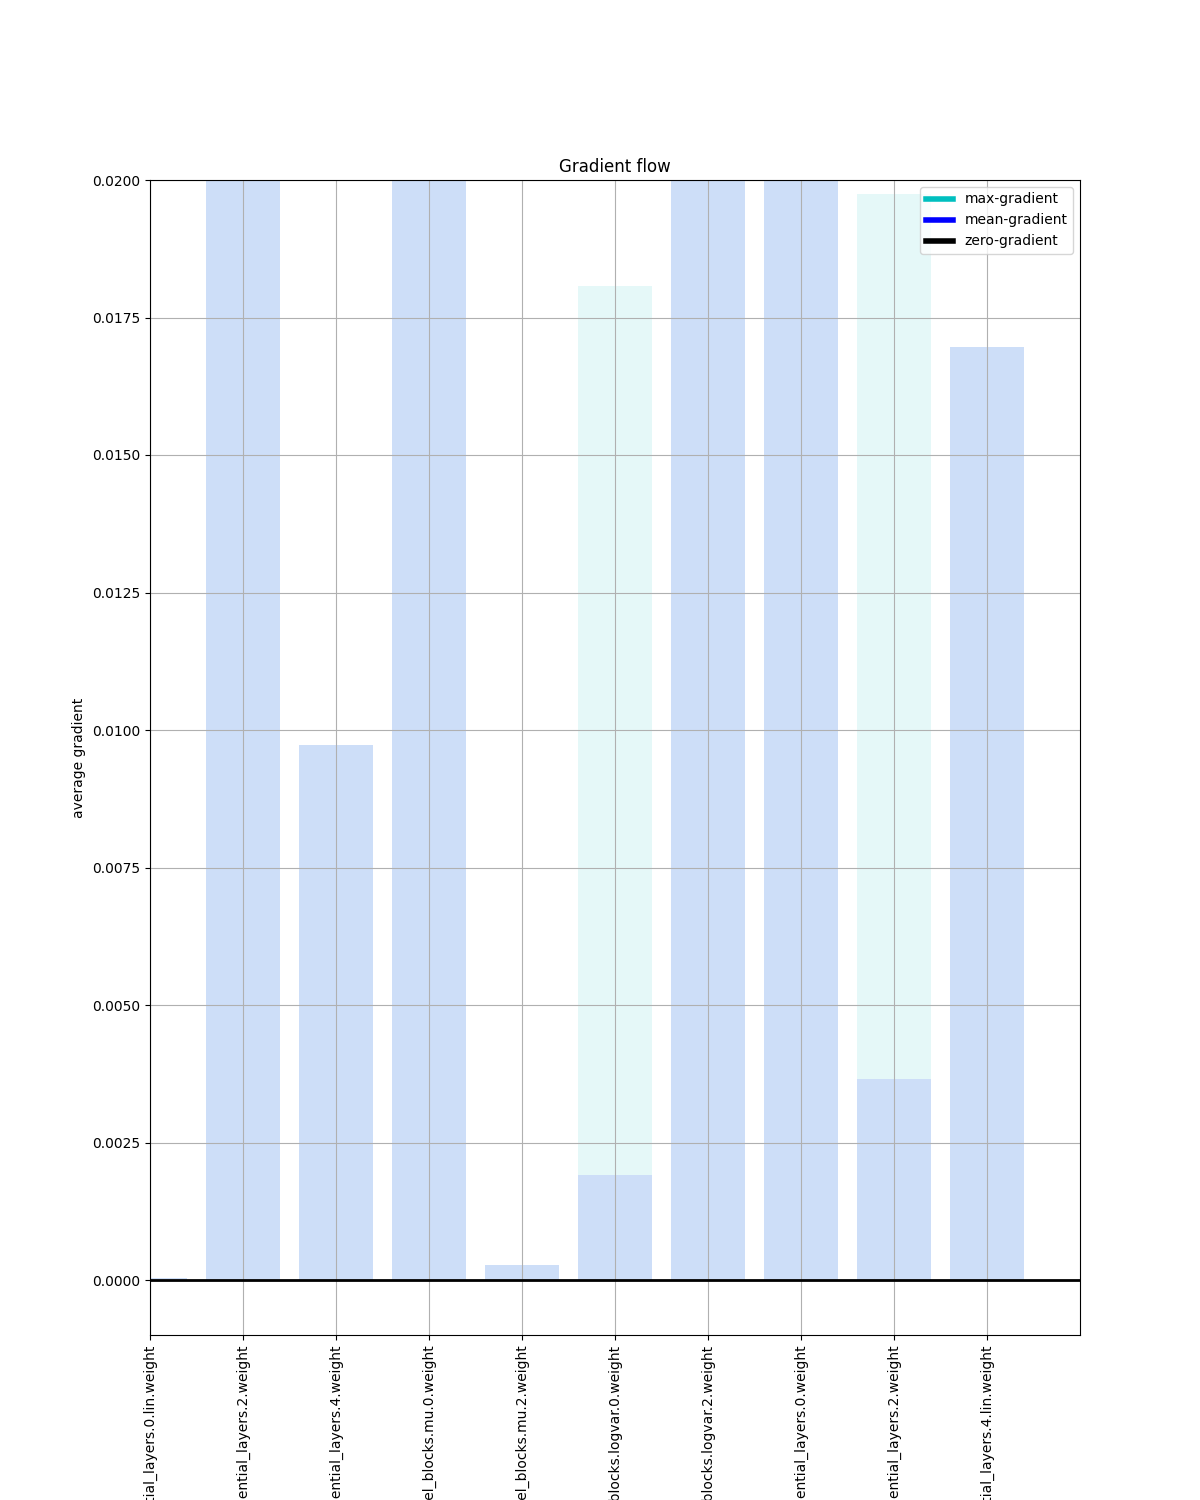 Gradient flow
max-gradient
mean-gradient
zero-gradient
average gradient
0.0200
0.0175
0.0150
0.0125
0.0100
0.0075
0.0050
0.0025
0.0000
tial_layers.0.lin.weight
ential_layers.2.weight
ential_layers.4.weight
el_blocks.mu.0.weight
el_blocks.mu.2.weight
blocks.logvar.0.weight
blocks.logvar.2.weight
ential_layers.0.weight
ential_layers.2.weight
tial_layers.4.lin.weight